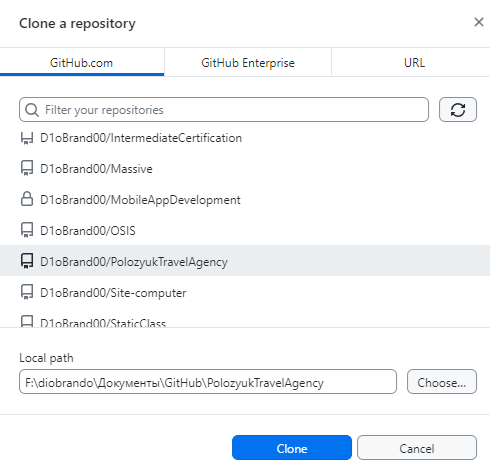 Clone a repository
GitHub.com
GitHub Enterprise
URL
Filter your repositories
D1oBrand00/IntermediateCertification
D1oBrand00/Massive
D1oBrand00/MobileAppDevelopment
D1oBrand00/OSIS
D1oBrand00/PolozyukTravelAgency
D1oBrand00/Site-computer
D1oBrand00/StaticClass
Local path
F:\diobrando\Документы\GitHub\PolozyukTravelAgency
Choose...
Clone
Cancel